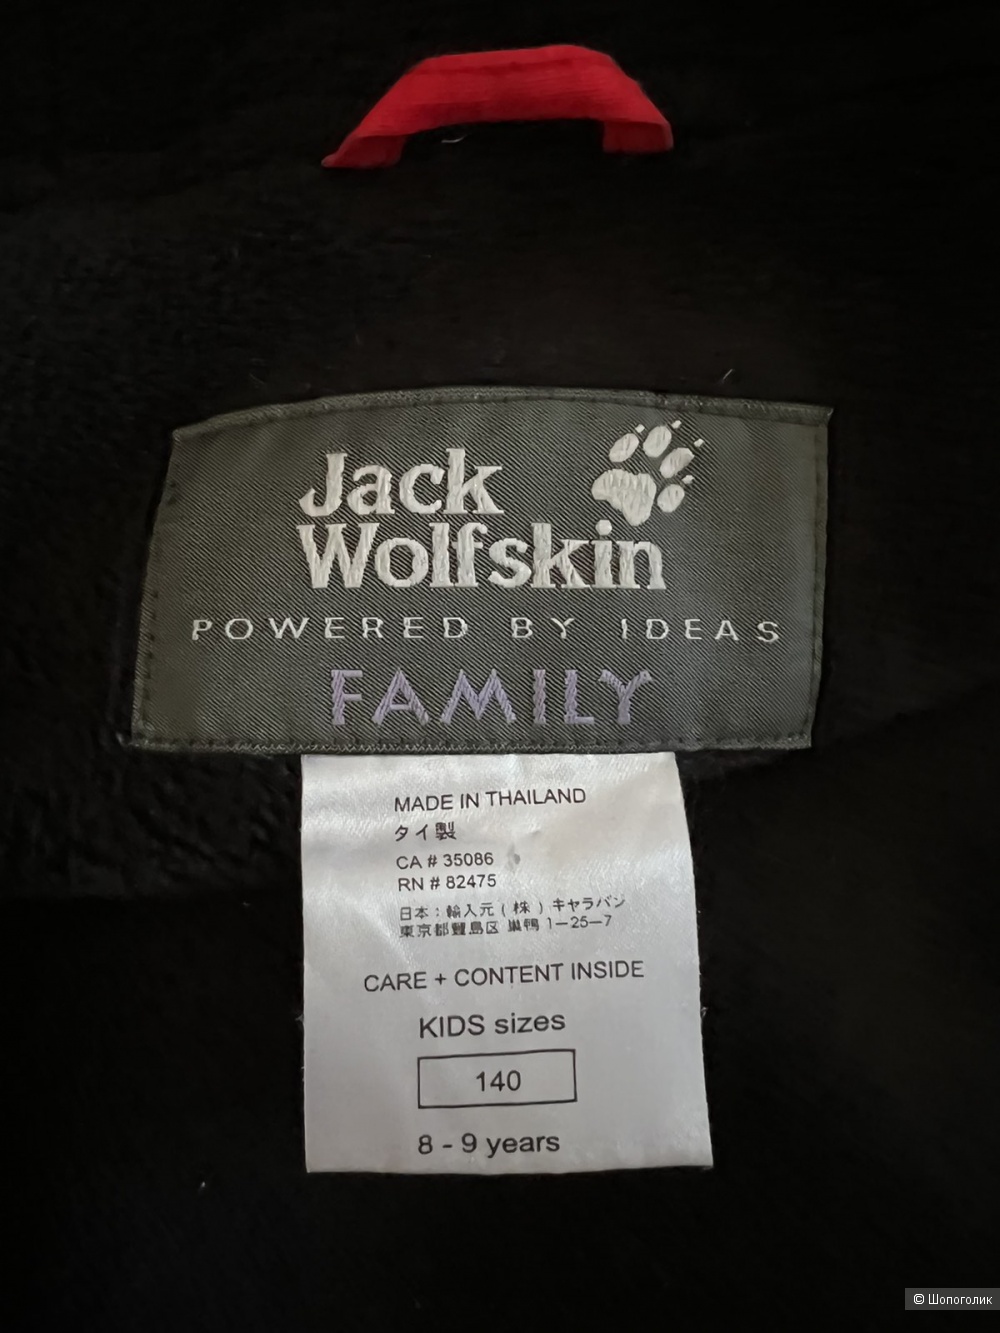 Jack
Wolfskin
POWERED BY IDEAS
FAMILY
MADE IN THAILAND
タイ製
CA # 35086
RN # 82475
日本：輸入元 ( 株 ) キャラバン
東京都豐島区 巣鴨 1－25－7
CARE + CONTENT INSIDE
KIDS sizes
140
8 - 9 years
© Шопоголик